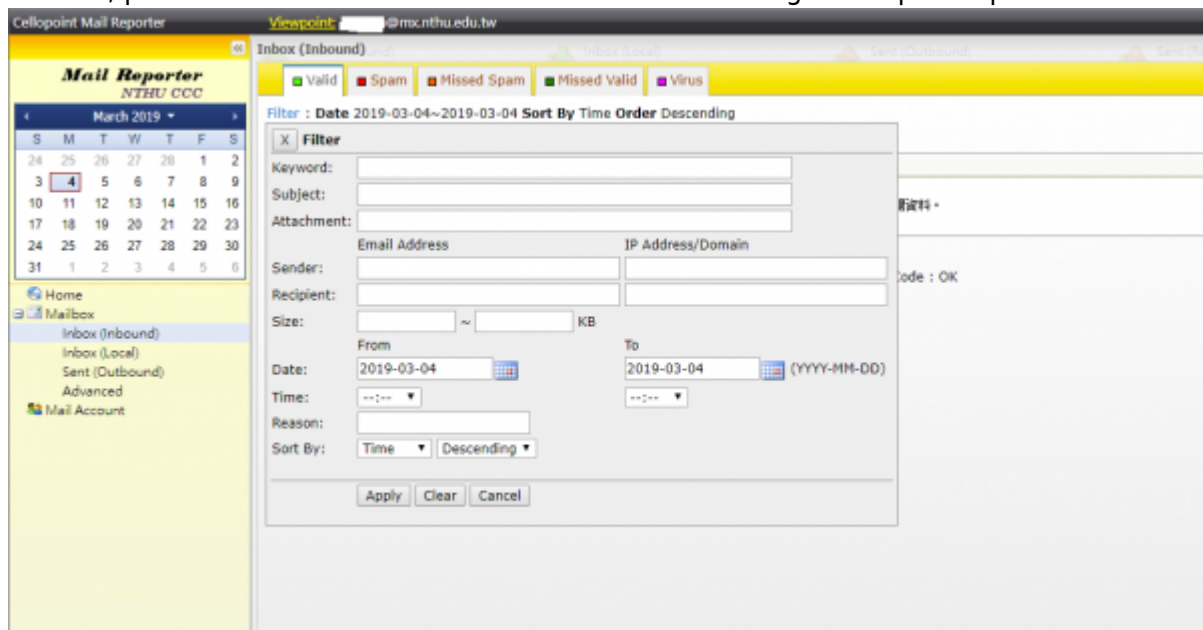 Cellopoint Mail Reporter
Viewpoint: @mx.nthu.edu.tw
Inbox (Inbound)
Inbox (Local)
Sent (Outbound)
Mail Reporter
NTHU CCC
Valid Spam Missed Spam Missed Valid Virus
March 2019
S M T W T F S
24 25 26 27 28 1 2
3 4 5 6 7 8 9
10 11 12 13 14 15 16
17 18 19 20 21 22 23
24 25 26 27 28 29 30
31 1 2 3 4 5 6
Home
Mailbox
Inbox (Inbound)
Inbox (Local)
Sent (Outbound)
Advanced
Mail Account
Filter : Date 2019-03-04~2019-03-04 Sort By Time Order Descending
X Filter
Keyword:
Subject:
Attachment:
Email Address IP Address/Domain
Sender:
Recipient:
Size: ~ KB
From To
Date: 2019-03-04 2019-03-04 (YYYY-MM-DD)
Time: --:-- --:--
Reason:
Sort By: Time Descending
Apply Clear Cancel
資料。
Code : OK